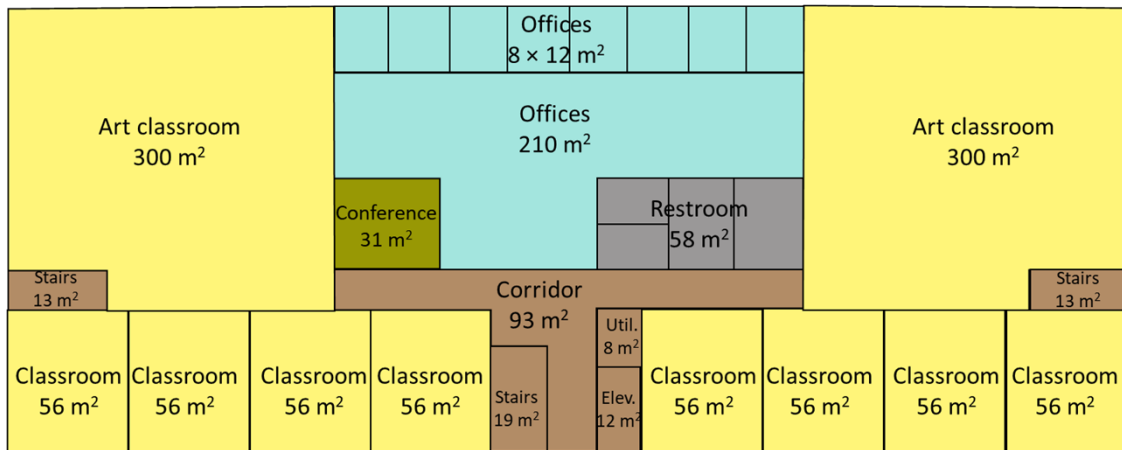 Offices
8 × 12 m²
Art classroom
300 m²
Offices
210 m²
Art classroom
300 m²
Conference
31 m²
Restroom
58 m²
Stairs
13 m²
Corridor
93 m²
Stairs
13 m²
Util.
8 m²
Classroom
56 m²
Classroom
56 m²
Classroom
56 m²
Classroom
56 m²
Stairs
19 m²
Elev.
12 m²
Classroom
56 m²
Classroom
56 m²
Classroom
56 m²
Classroom
56 m²